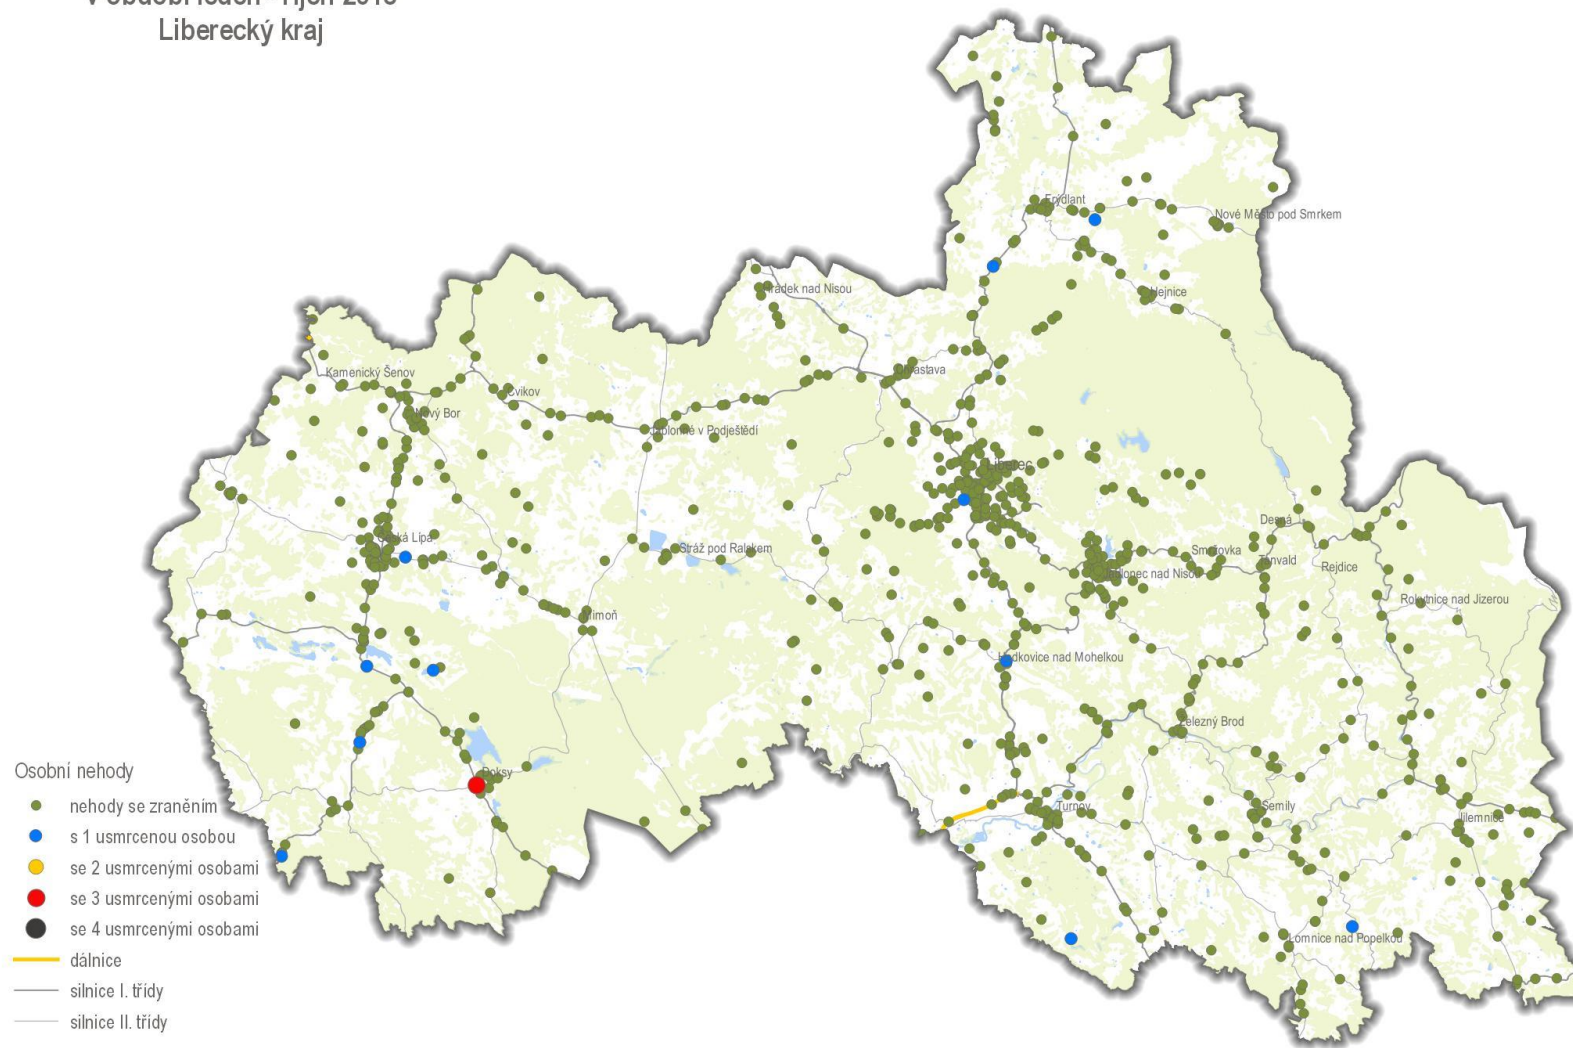 Liberecký kraj
Frýdlant
Nové Město pod Smrkem
Hrádek nad Nisou
Hejnice
Kamenický Šenov
Chrastava
Cvikov
Nový Bor
Jablonné v Podještědí
Liberec
Desná
Česká Lípa
Stráž pod Ralskem
Smržovka
Tanvald
Rejdice
Jablonec nad Nisou
Rokytnice nad Jizerou
Mimoň
Hodkovice nad Mohelkou
Železný Brod
Doksy
Turnov
Semily
Jilemnice
Lomnice nad Popelkou
Osobní nehody
nehody se zraněním
s 1 usmrcenou osobou
se 2 usmrcenými osobami
se 3 usmrcenými osobami
se 4 usmrcenými osobami
dálnice
silnice I. třídy
silnice II. třídy